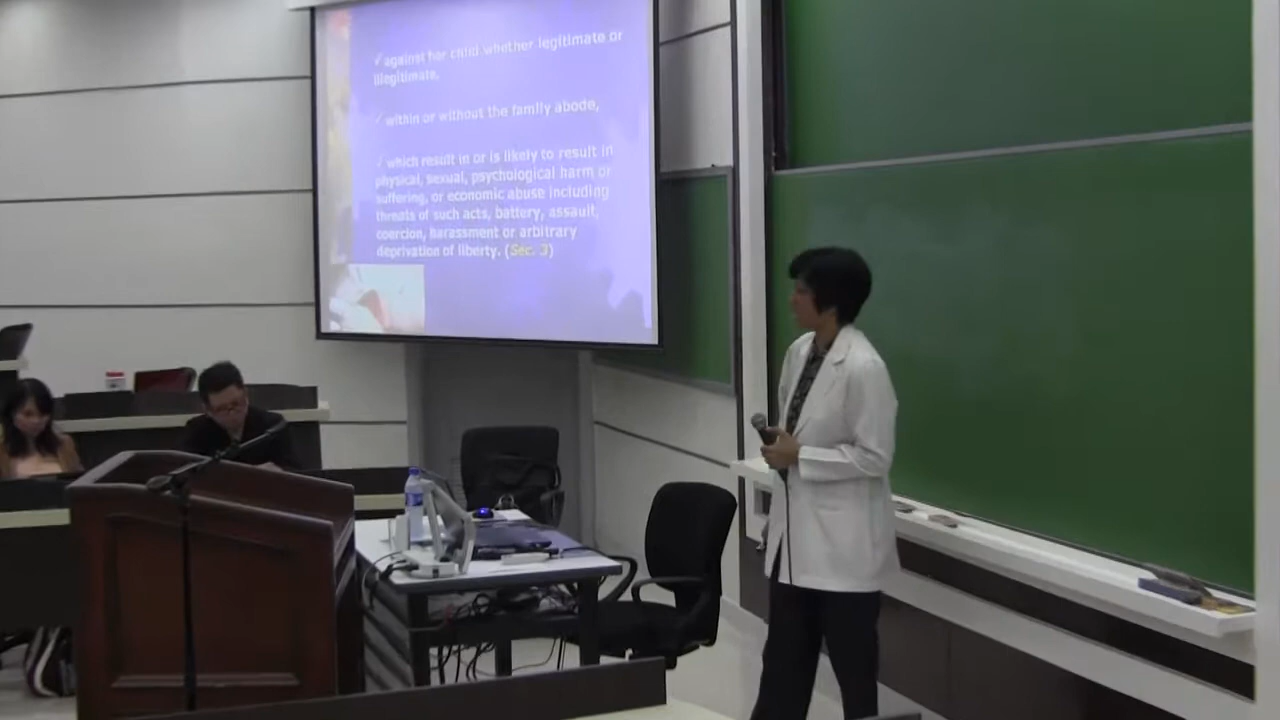 ✓against her child whether legitimate or
illegitimate,
✓within or without the family abode,
✓which result in or is likely to result in
physical, sexual, psychological harm or
suffering, or economic abuse including
threats of such acts, battery, assault,
coercion, harassment or arbitrary
deprivation of liberty. (Sec. 3)